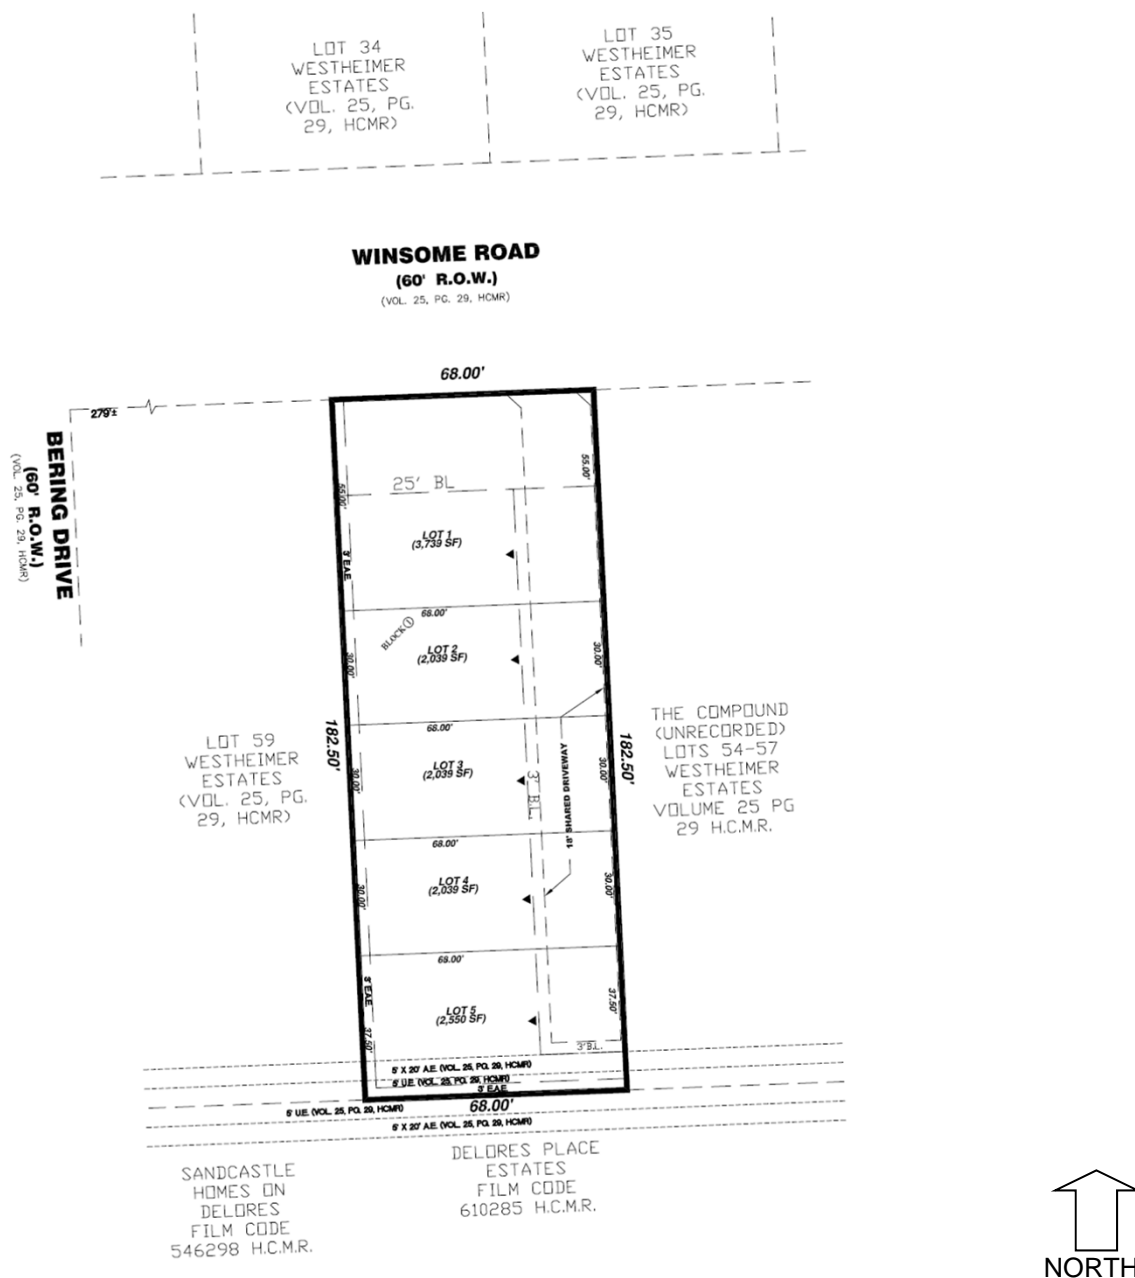 LOT 34
WESTHEIMER
ESTATES
(VOL. 25, PG.
29, HCMR)
LOT 35
WESTHEIMER
ESTATES
(VOL. 25, PG.
29, HCMR)
WINSOME ROAD
(60' R.O.W.)
(VOL. 25, PG. 29, HCMR)
68.00'
279'±
BERING DRIVE
(60' R.O.W.)
(VOL. 25, PG. 29, HCMR)
55.00'
25' BL
55.00'
LOT 1
(3,739 SF)
3' E.A.E.
68.00'
BLOCK 1
LOT 2
(2,039 SF)
30.00'
30.00'
68.00'
182.50'
LOT 3
(2,039 SF)
30.00'
30.00'
3' B.L.
18' SHARED DRIVEWAY
182.50'
LOT 59
WESTHEIMER
ESTATES
(VOL. 25, PG.
29, HCMR)
THE COMPOUND
(UNRECORDED)
LOTS 54-57
WESTHEIMER
ESTATES
VOLUME 25 PG
29 H.C.M.R.
68.00'
LOT 4
(2,039 SF)
30.00'
30.00'
68.00'
3' E.A.E.
LOT 5
(2,550 SF)
37.50'
37.50'
3' B.L.
5' X 20' A.E. (VOL. 25, PG. 29, HCMR)
5' U.E. (VOL. 25, PG. 29, HCMR)
3' E.A.E.
5' U.E. (VOL. 25, PG. 29, HCMR)
68.00'
5' X 20' A.E. (VOL. 25, PG. 29, HCMR)
SANDCASTLE
HOMES ON
DELORES
FILM CODE
546298 H.C.M.R.
DELORES PLACE
ESTATES
FILM CODE
610285 H.C.M.R.
NORTH